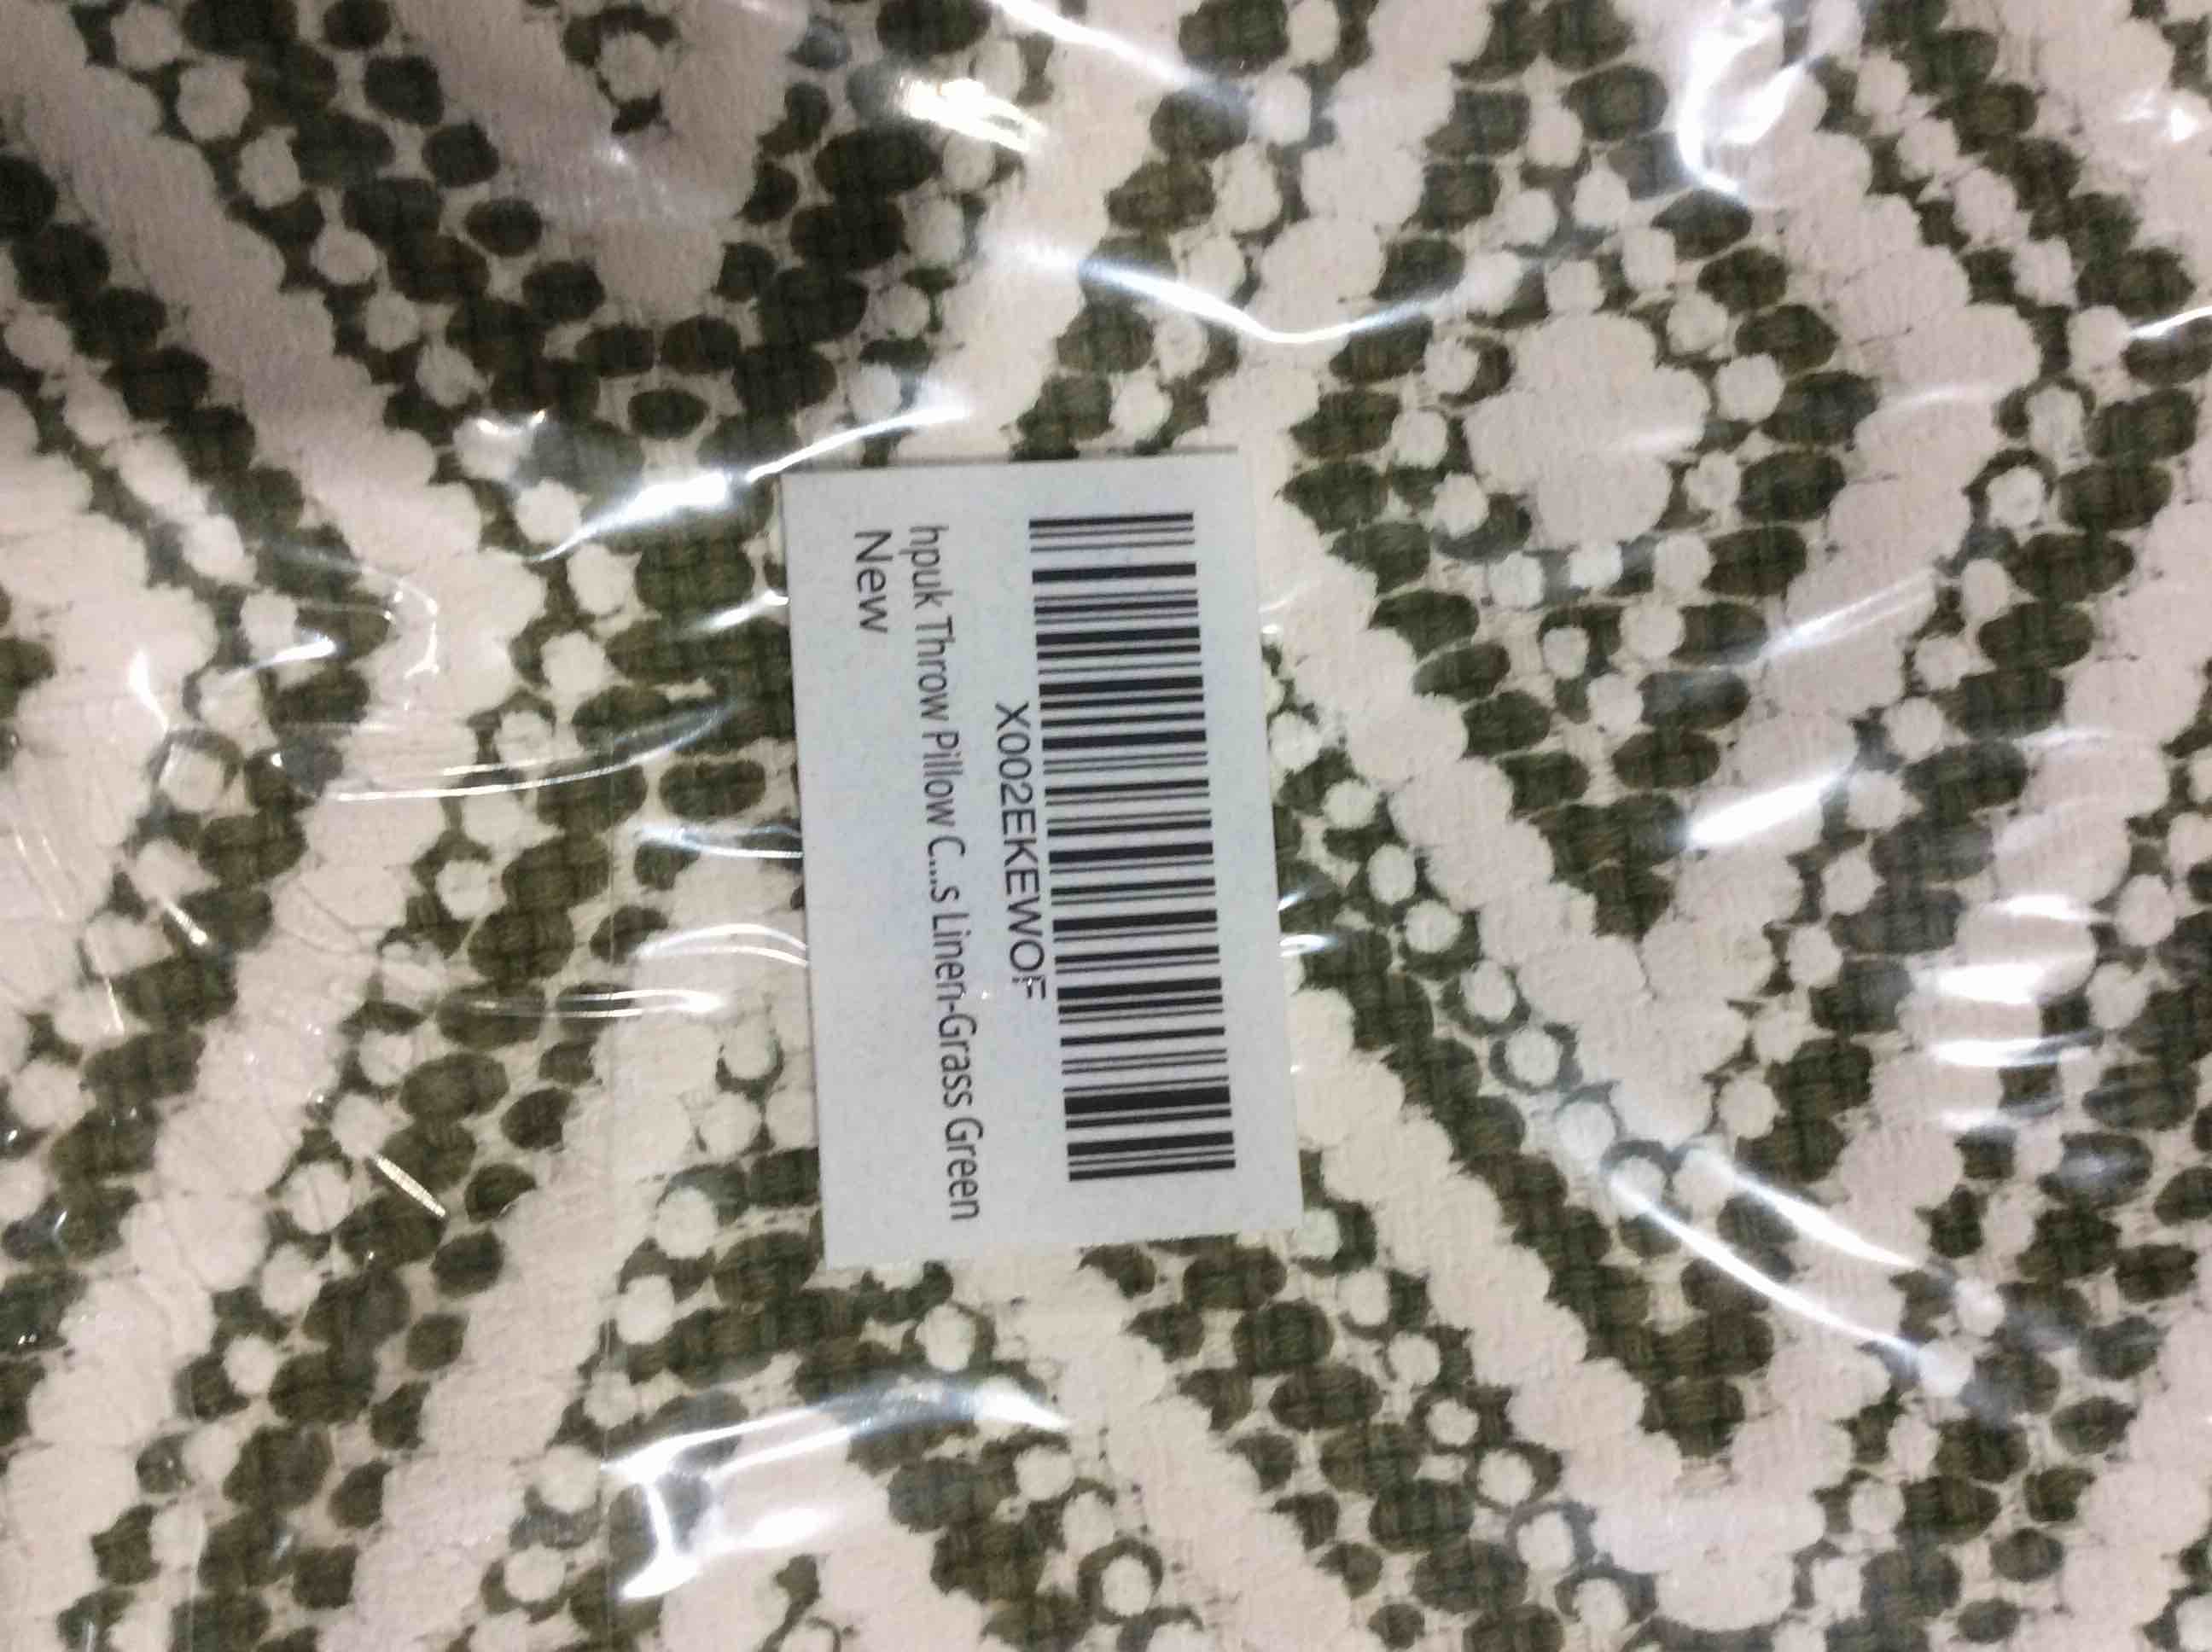 X002EKEWOF
hpuk Throw Pillow C...s Linen-Grass Green
New